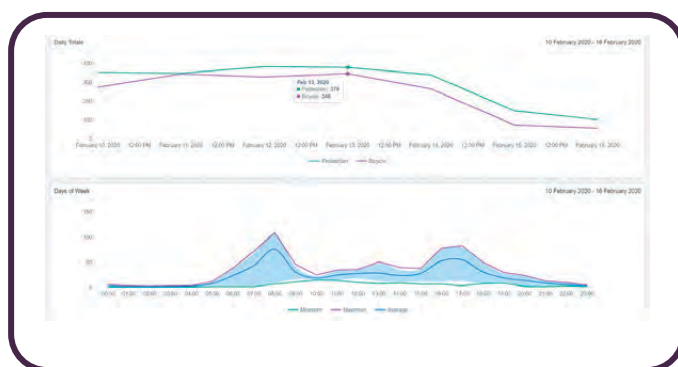 Daily Totals 10 February 2020 - 16 February 2020
400
300
200
100
0
Feb 13, 2020
Pedestrian: 379
Bicycle: 348
February 10, 2020 12:00 PM February 11, 2020 12:00 PM February 12, 2020 12:00 PM February 13, 2020 12:00 PM February 14, 2020 12:00 PM February 15, 2020 12:00 PM February 16, 2020
Pedestrian Bicycle
Days of Week 10 February 2020 - 16 February 2020
150
100
50
0
00:00 01:00 02:00 03:00 04:00 05:00 06:00 07:00 08:00 09:00 10:00 11:00 12:00 13:00 14:00 15:00 16:00 17:00 18:00 19:00 20:00 21:00 22:00 23:00
Minimum Maximum Average